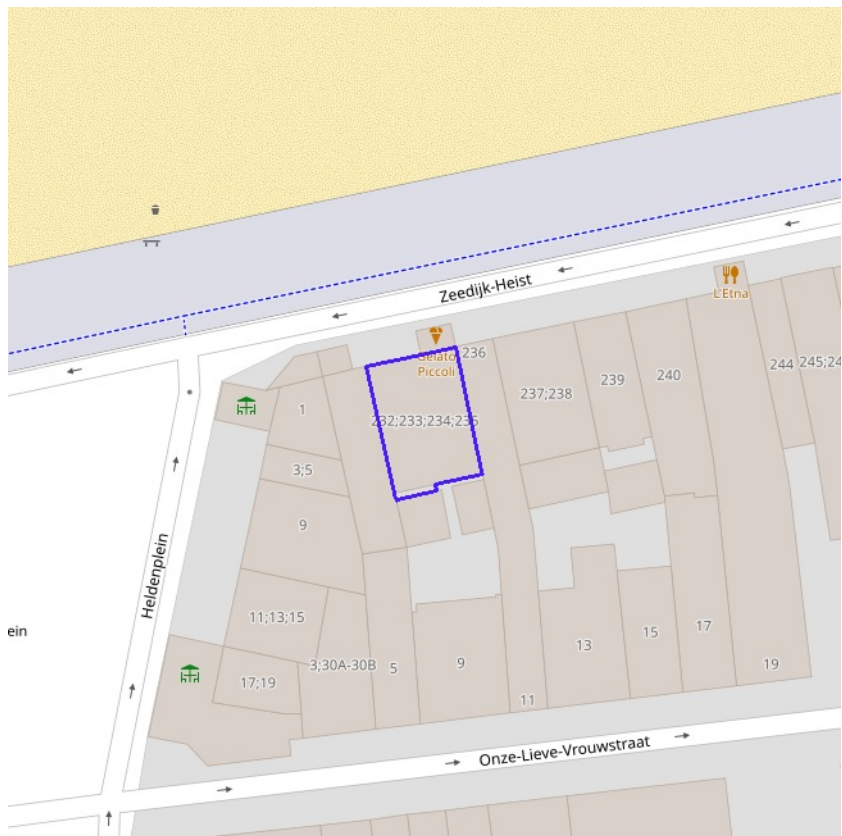 Zeedijk-Heist
L'Etna
Gelato
Piccoli
236
232;233;234;235
237;238
239
240
244
245;24
1
3;5
9
11;13;15
17;19
3;30A-30B
5
9
11
13
15
17
19
Heldenplein
ein
Onze-Lieve-Vrouwstraat